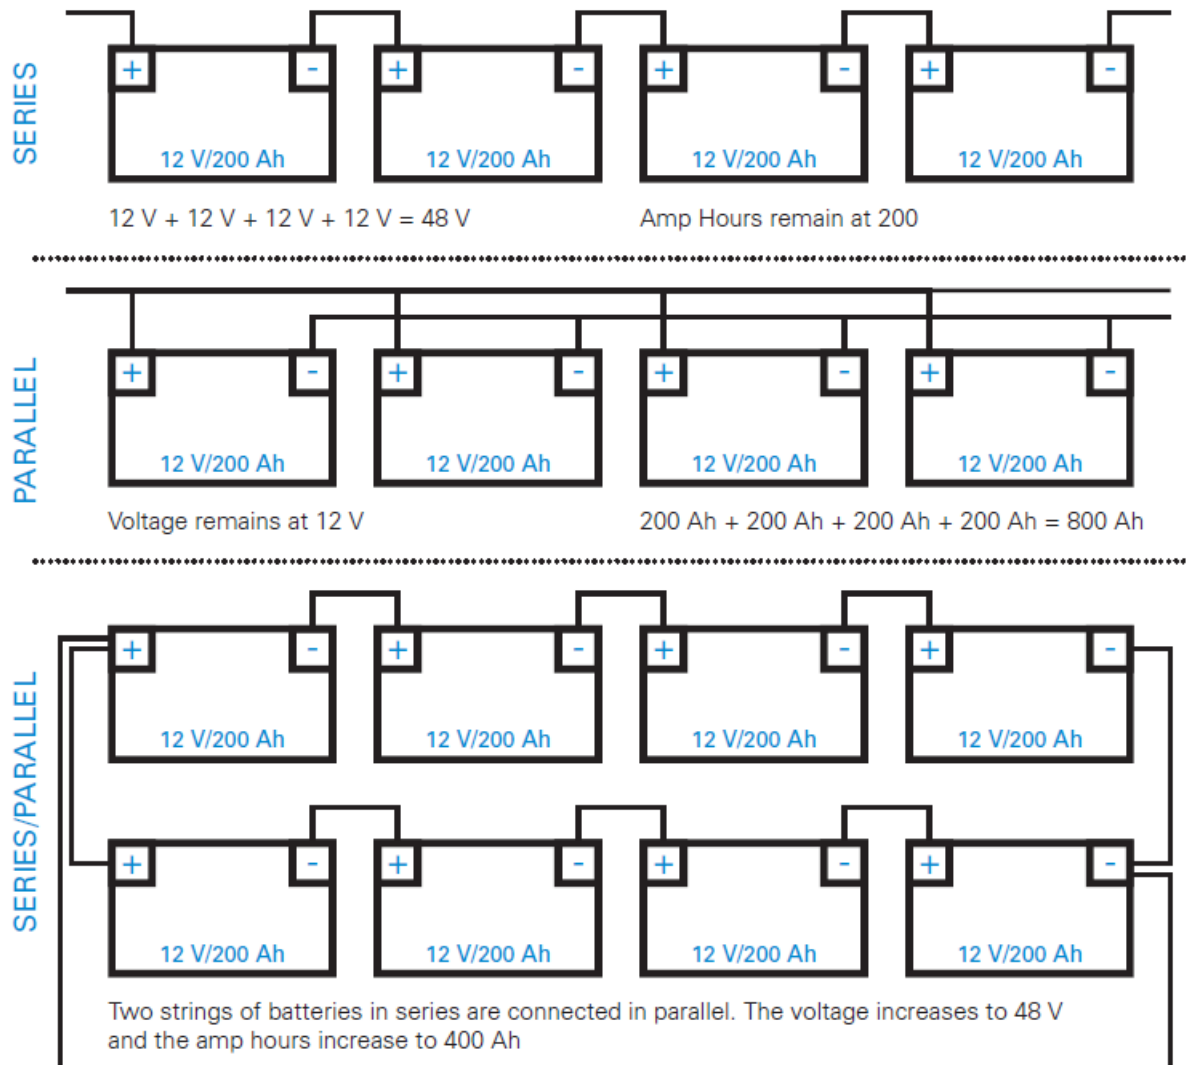 SERIES
+ - + - + - + -
12 V/200 Ah 12 V/200 Ah 12 V/200 Ah 12 V/200 Ah
12 V + 12 V + 12 V + 12 V = 48 V
Amp Hours remain at 200
PARALLEL
+ - + - + - + -
12 V/200 Ah 12 V/200 Ah 12 V/200 Ah 12 V/200 Ah
Voltage remains at 12 V
200 Ah + 200 Ah + 200 Ah + 200 Ah = 800 Ah
SERIES/PARALLEL
+ - + - + - + -
12 V/200 Ah 12 V/200 Ah 12 V/200 Ah 12 V/200 Ah
+ - + - + - + -
12 V/200 Ah 12 V/200 Ah 12 V/200 Ah 12 V/200 Ah
Two strings of batteries in series are connected in parallel. The voltage increases to 48 V
and the amp hours increase to 400 Ah